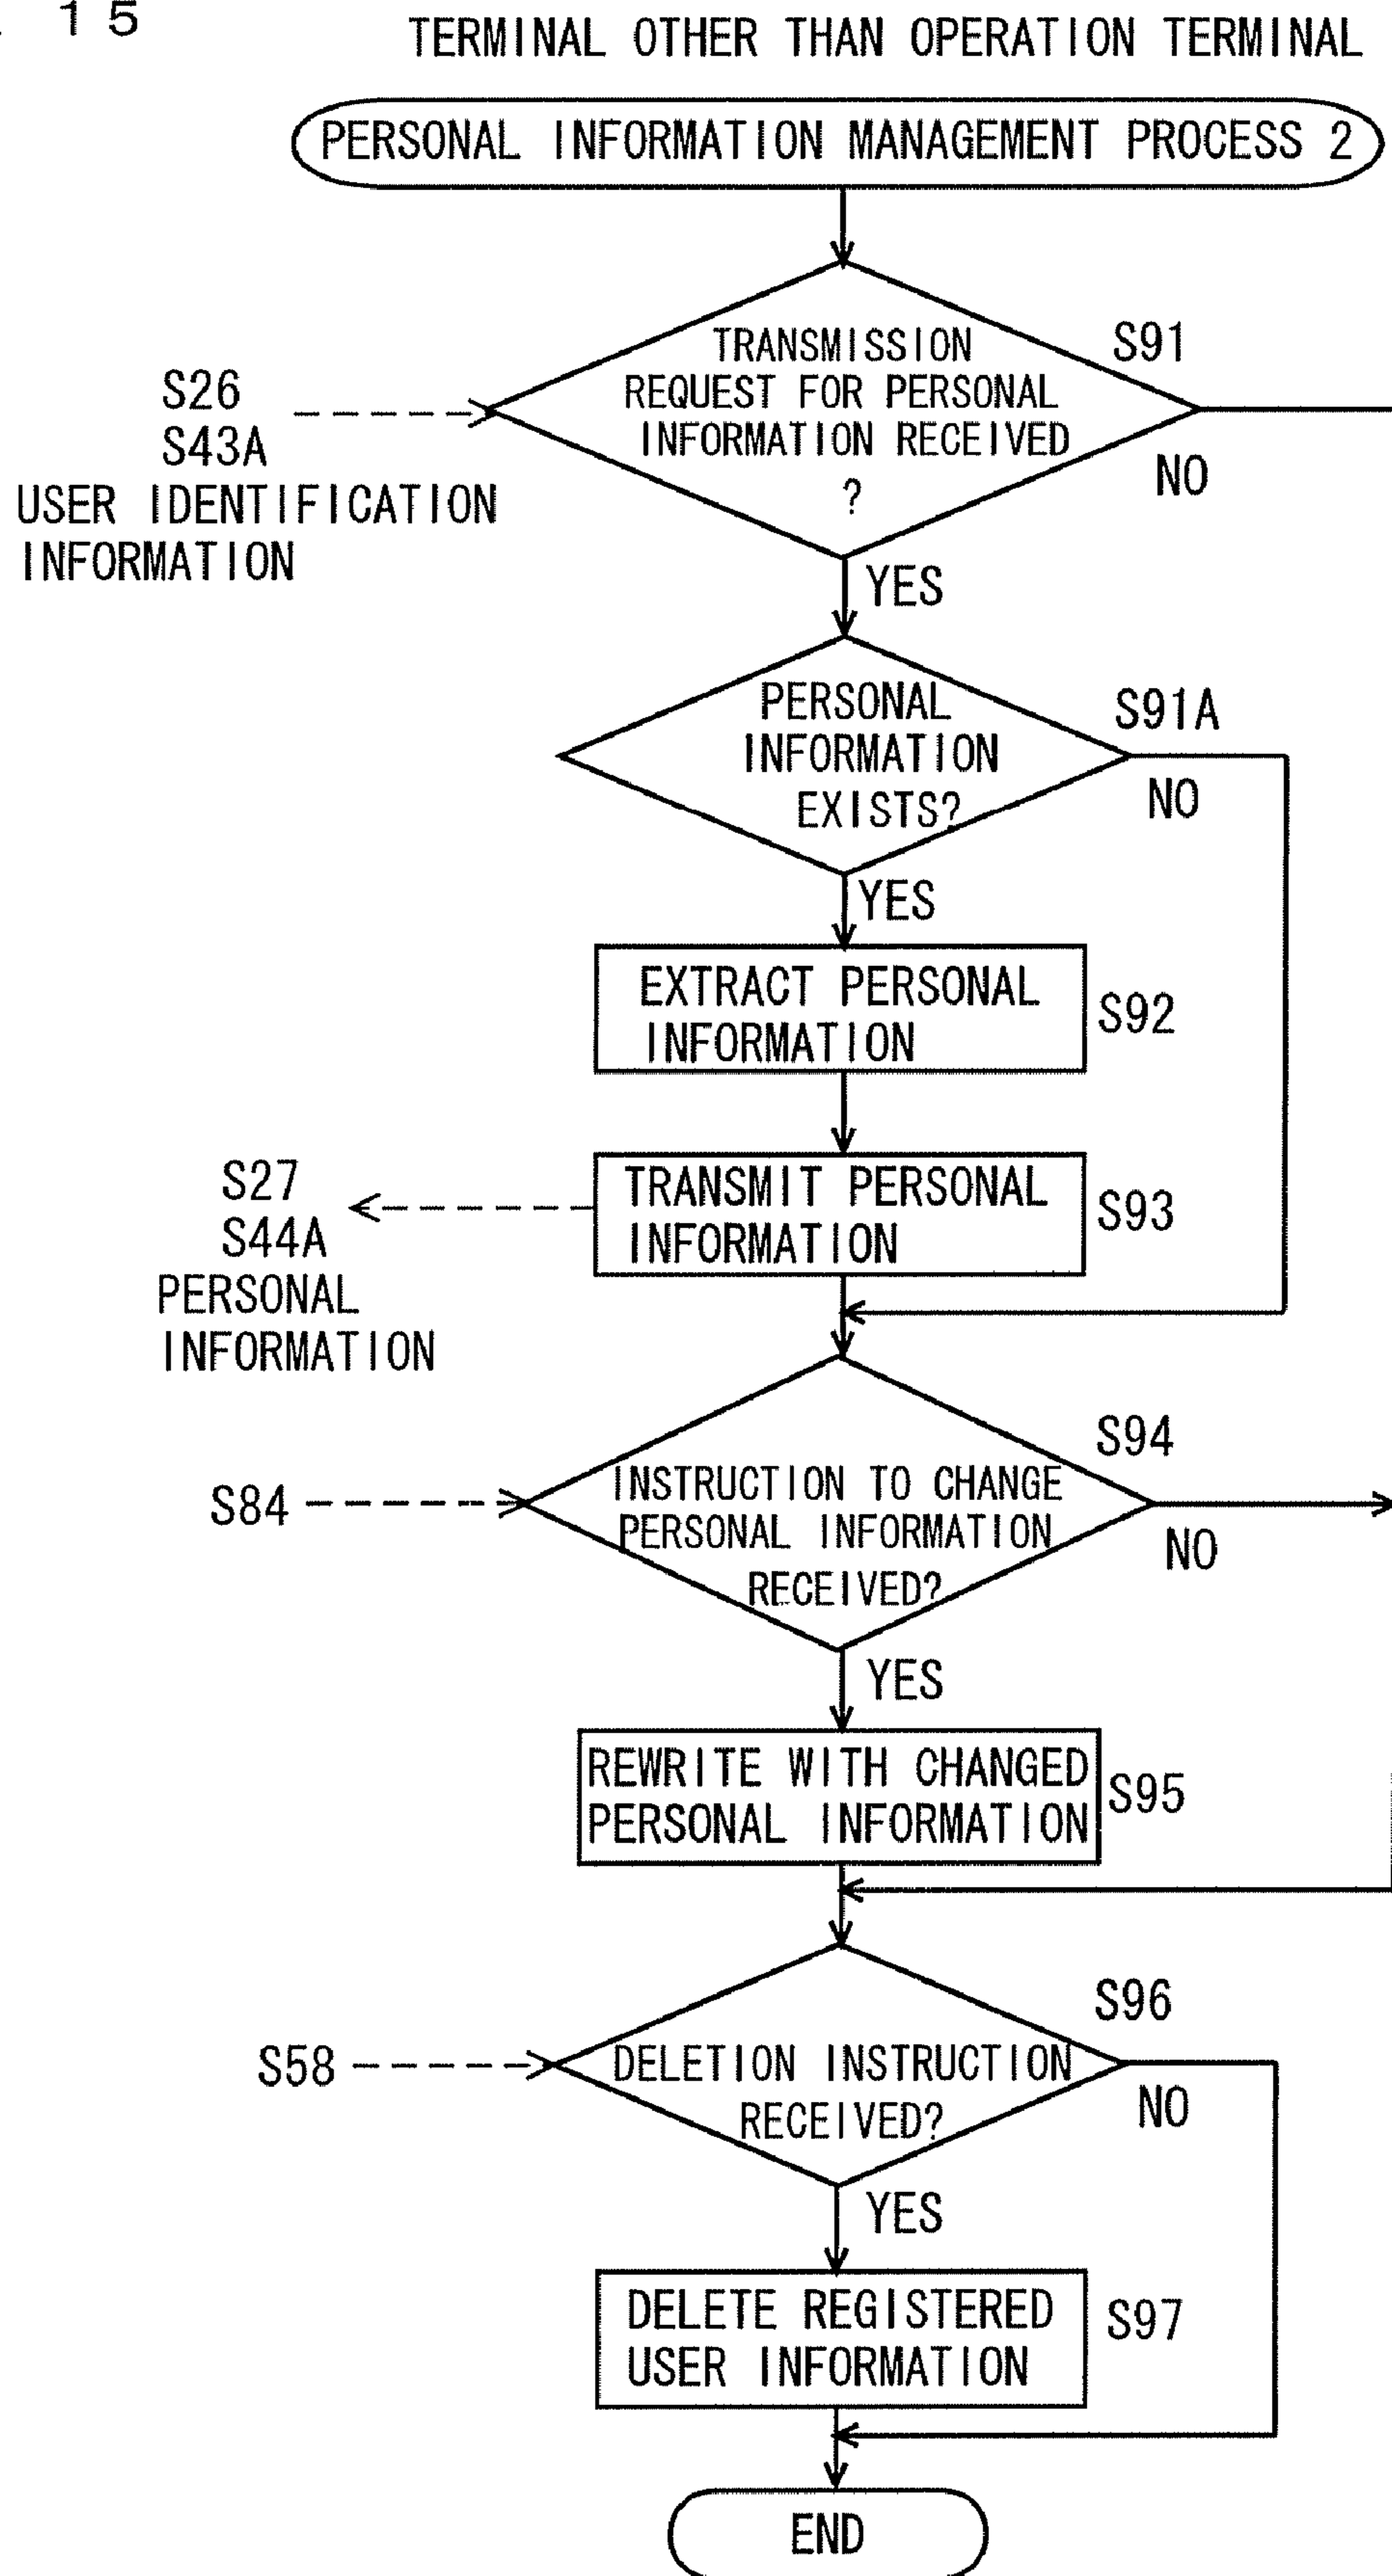 15
TERMINAL OTHER THAN OPERATION TERMINAL
PERSONAL INFORMATION MANAGEMENT PROCESS 2
TRANSMISSION
REQUEST FOR PERSONAL
INFORMATION RECEIVED
?
S91
NO
S26
S43A
USER IDENTIFICATION
INFORMATION
YES
PERSONAL
INFORMATION
EXISTS?
S91A
NO
YES
EXTRACT PERSONAL
INFORMATION
S92
TRANSMIT PERSONAL
INFORMATION
S93
S27
S44A
PERSONAL
INFORMATION
INSTRUCTION TO CHANGE
PERSONAL INFORMATION
RECEIVED?
S94
S84
NO
YES
REWRITE WITH CHANGED
PERSONAL INFORMATION
S95
S96
S58
DELETION INSTRUCTION
RECEIVED?
NO
YES
DELETE REGISTERED
USER INFORMATION
S97
END